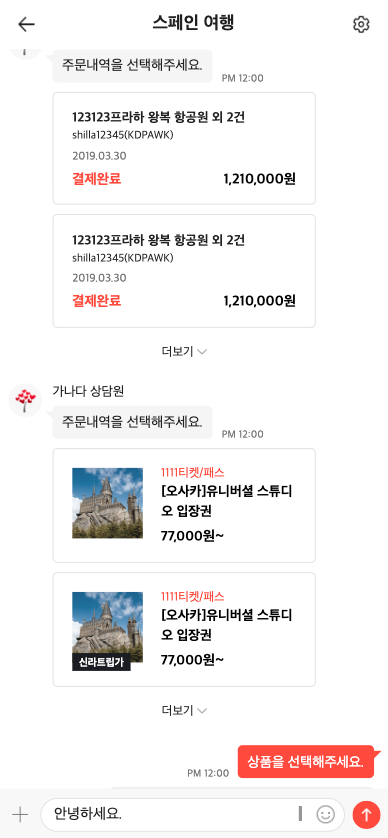 스페인 여행
주문내역을 선택해주세요.
PM 12:00
123123프라하 왕복 항공원 외 2건
shilla12345(KDPAWK)
2019.03.30
결제완료 1,210,000원
123123프라하 왕복 항공원 외 2건
shilla12345(KDPAWK)
2019.03.30
결제완료 1,210,000원
더보기
가나다 상담원
주문내역을 선택해주세요.
PM 12:00
1111티켓/패스
[오사카]유니버셜 스튜디
오 입장권
77,000원~
1111티켓/패스
[오사카]유니버셜 스튜디
오 입장권
77,000원~
신라트립가
더보기
상품을 선택해주세요.
PM 12:00
안녕하세요.